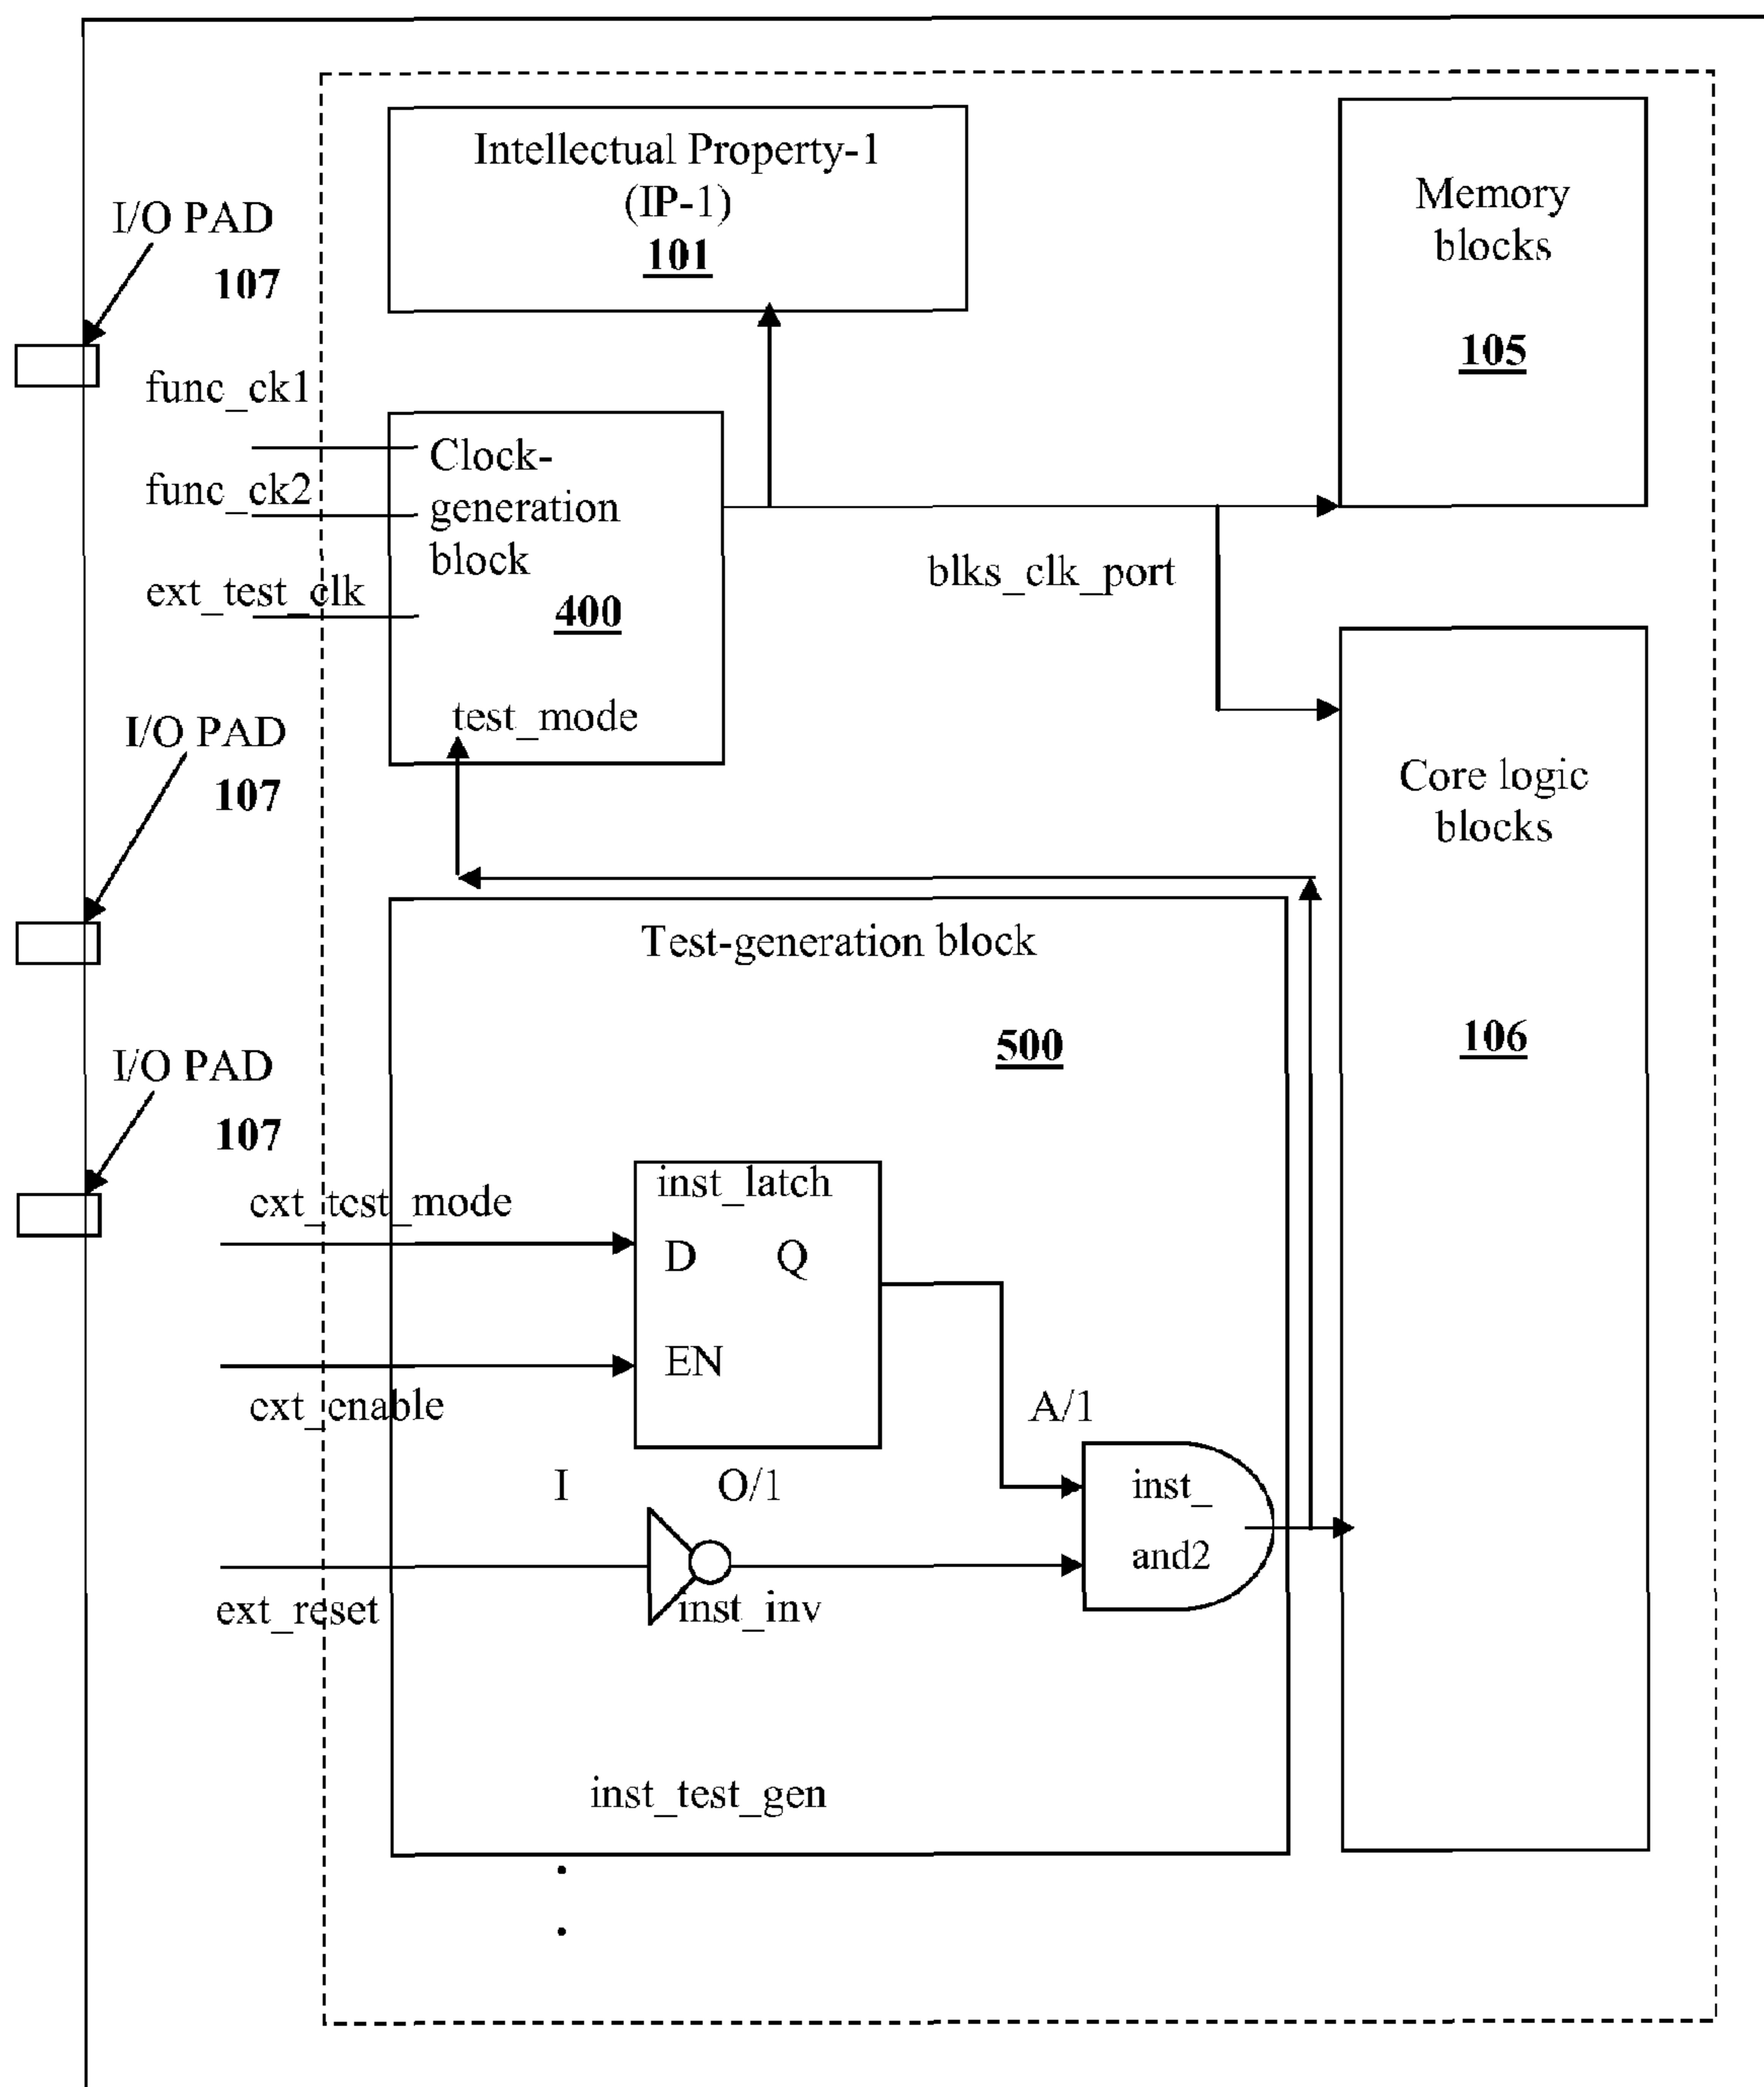 Intellectual Property-1
(IP-1)
101
Memory
blocks
105
I/O PAD
107
func_ck1
func_ck2
ext_test_clk
Clock-
generation
block
400
test_mode
blks_clk_port
I/O PAD
107
Core logic
blocks
106
Test-generation block
500
I/O PAD
107
ext_test_mode
inst_latch
D Q
EN
ext_enable
A/1
I O/1
inst_
and2
ext_reset
inst_inv
inst_test_gen